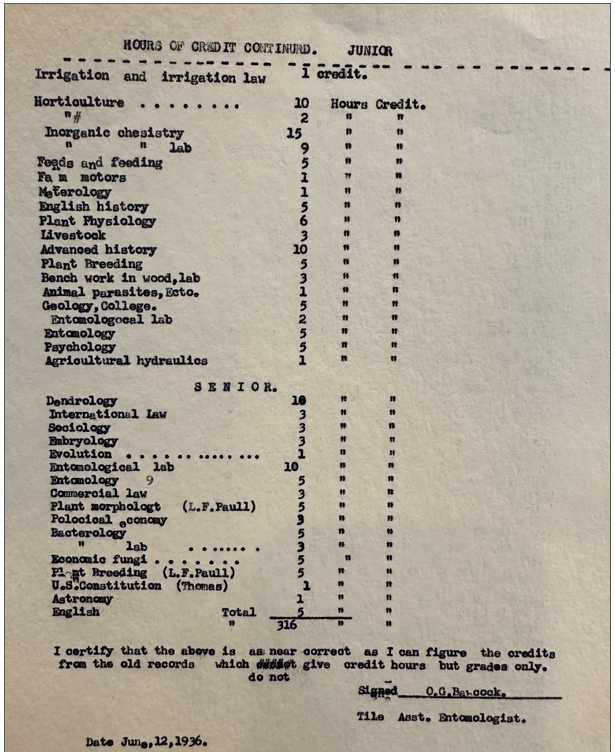 HOURS OF CREDIT CONTINURD. JUNIOR
Irrigation and irrigation law 1 credit.
Horticulture . . . . . . . . 10 Hours Credit.
"# 2 " "
Inorganic chesistry 15 " "
" " lab 9 " "
Feeds and feeding 5 " "
Fa m motors 1 " "
Meterology 1 " "
English history 5 " "
Plant Physiology 6 " "
Livestock 3 " "
Advanced history 10 " "
Plant Breeding 5 " "
Bench work in wood,lab 3 " "
Animal parasites,Ecto. 1 " "
Geology,College. 5 " "
Entomologocal lab 2 " "
Entomology 5 " "
Psychology 5 " "
Agricultural hydraulics 1 " "
S E N I O R.
Dendrology 10 " "
International Law 3 " "
Sociology 3 " "
Embryology 3 " "
Evolution . . . . . ..... ... 1 " "
Entomological lab 10 " "
Entomology 9 5 " "
Commercial law 3 " "
Plant morphologt (L.F.Paull) 5 " "
Polocical economy 3 " "
Bacterology 5 " "
" lab . ..... . 3 " "
Economic fungi . . . . . . . 5 " "
Plant Breeding (L.F.Paull) 5 " "
U.S.Constitution (Thomas) 1 " "
Astronomy 1 " "
English Total 5 " "
" 316 " "
I certify that the above is as near correct as I can figure the credits
from the old records which give credit hours but grades only.
do not
Signed O.G.Babcock.
Tile Asst. Entomologist.
Date June,12,1936.